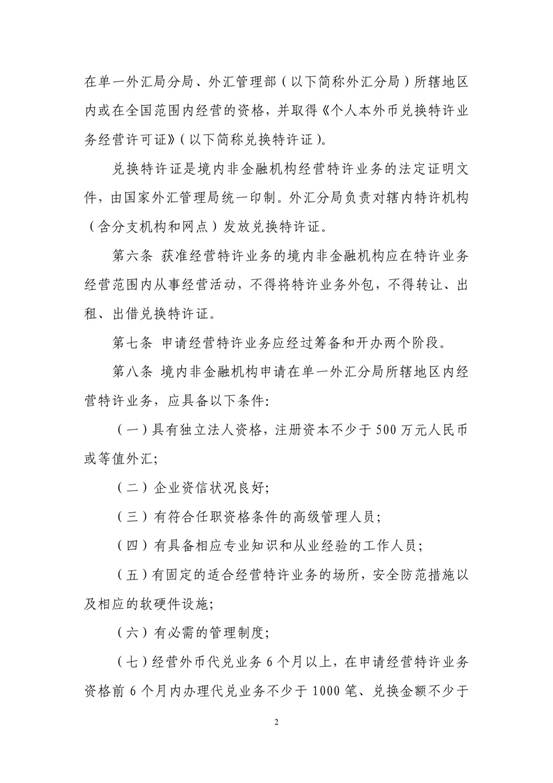 在单一外汇局分局、外汇管理部（以下简称外汇分局）所辖地区
内或在全国范围内经营的资格，并取得《个人本外币兑换特许业
务经营许可证》（以下简称兑换特许证）。
兑换特许证是境内非金融机构经营特许业务的法定证明文
件，由国家外汇管理局统一印制。外汇分局负责对辖内特许机构
（含分支机构和网点）发放兑换特许证。
第六条 获准经营特许业务的境内非金融机构应在特许业务
经营范围内从事经营活动，不得将特许业务外包，不得转让、出
租、出借兑换特许证。
第七条 申请经营特许业务应经过筹备和开办两个阶段。
第八条 境内非金融机构申请在单一外汇分局所辖地区内经
营特许业务，应具备以下条件：
（一）具有独立法人资格，注册资本不少于 500 万元人民币
或等值外汇；
（二）企业资信状况良好；
（三）有符合任职资格条件的高级管理人员；
（四）有具备相应专业知识和从业经验的工作人员；
（五）有固定的适合经营特许业务的场所，安全防范措施以
及相应的软硬件设施；
（六）有必需的管理制度；
（七）经营外币代兑业务 6 个月以上，在申请经营特许业务
资格前 6 个月内办理代兑业务不少于 1000 笔、兑换金额不少于
2